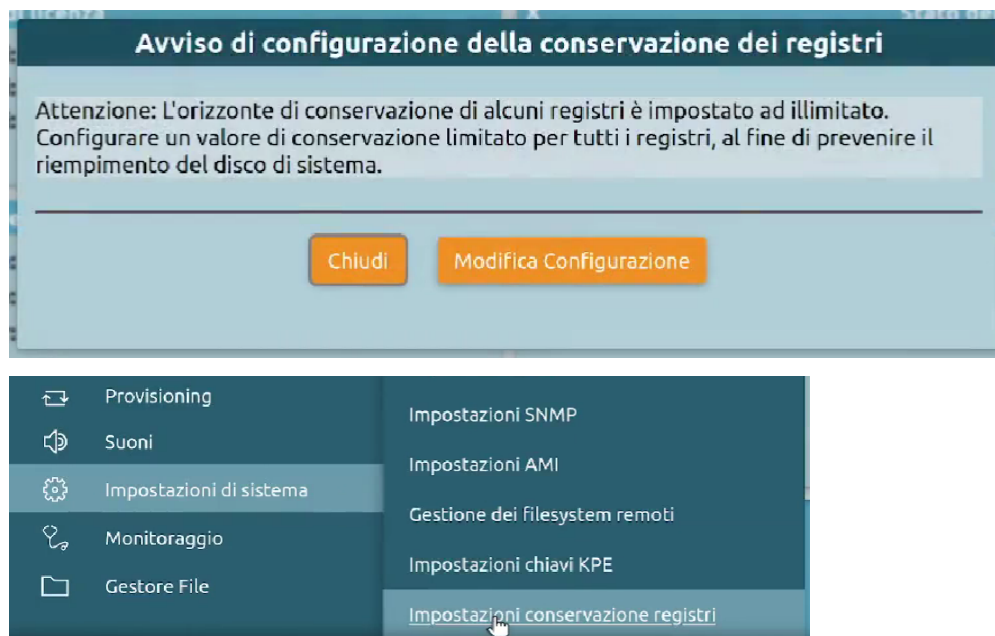 Avviso di configurazione della conservazione dei registri
Attenzione: L'orizzonte di conservazione di alcuni registri è impostato ad illimitato.
Configurare un valore di conservazione limitato per tutti i registri, al fine di prevenire il
riempimento del disco di sistema.
Chiudi
Modifica Configurazione
Provisioning
Suoni
Impostazioni di sistema
Monitoraggio
Gestore File
Impostazioni SNMP
Impostazioni AMI
Gestione dei filesystem remoti
Impostazioni chiavi KPE
Impostazioni conservazione registri